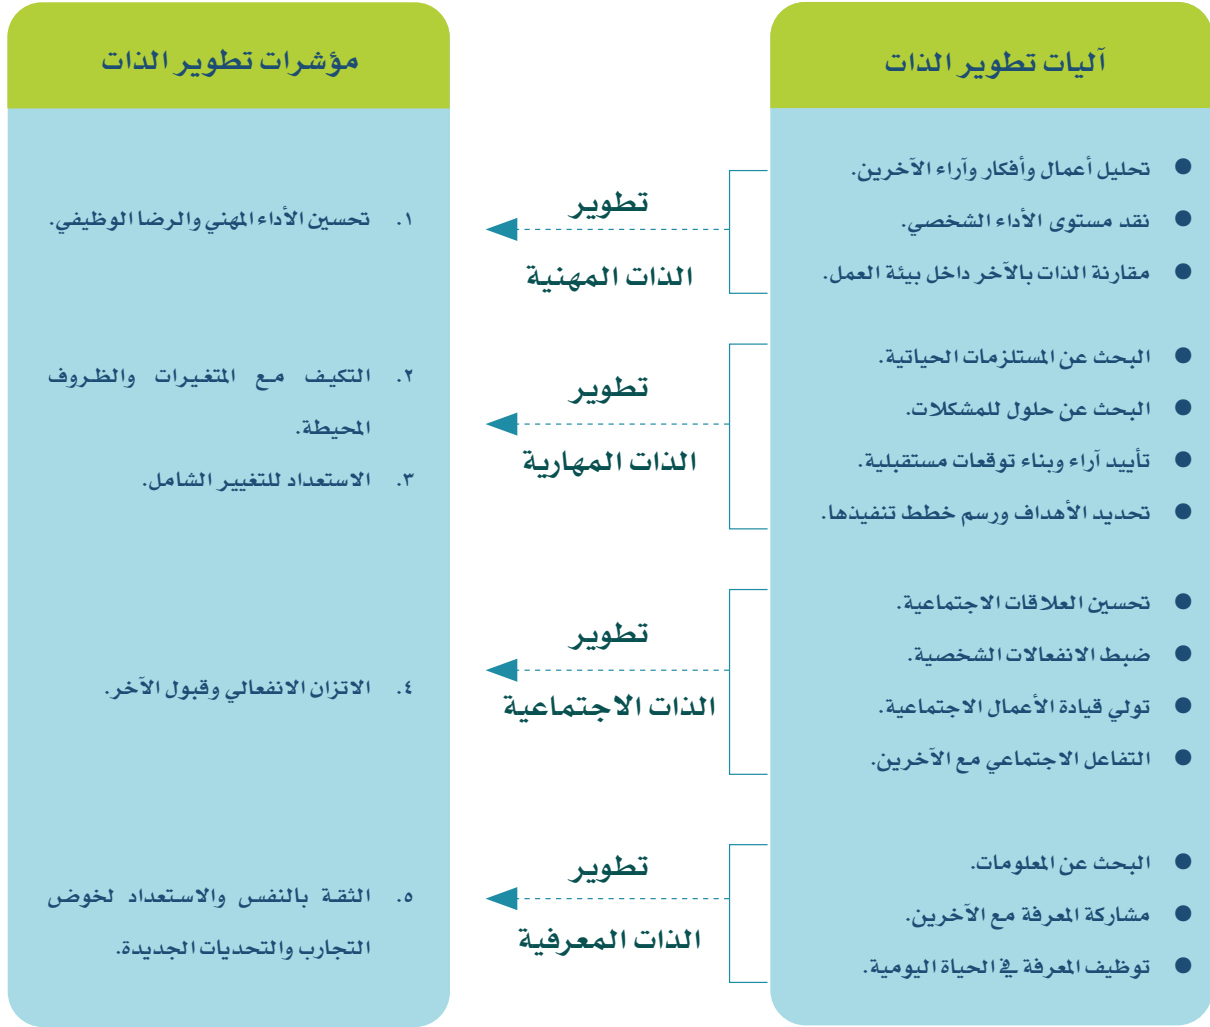 آليات تطوير الذات
● تحليل أعمال وأفكار وآراء الآخرين.
● نقد مستوى الأداء الشخصي.
● مقارنة الذات بالآخر داخل بيئة العمل.
● البحث عن المستلزمات الحياتية.
● البحث عن حلول للمشكلات.
● تأييد آراء وبناء توقعات مستقبلية.
● تحديد الأهداف ورسم خطط تنفيذها.
● تحسين العلاقات الاجتماعية.
● ضبط الانفعالات الشخصية.
● تولي قيادة الأعمال الاجتماعية.
● التفاعل الاجتماعي مع الآخرين.
● البحث عن المعلومات.
● مشاركة المعرفة مع الآخرين.
● توظيف المعرفة في الحياة اليومية.
تطوير
الذات المهنية
تطوير
الذات المهارية
تطوير
الذات الاجتماعية
تطوير
الذات المعرفية
مؤشرات تطوير الذات
١. تحسين الأداء المهني والرضا الوظيفي.
٢. التكيف مع المتغيرات والظروف
المحيطة.
٣. الاستعداد للتغيير الشامل.
٤. الاتزان الانفعالي وقبول الآخر.
٥. الثقة بالنفس والاستعداد لخوض
التجارب والتحديات الجديدة.